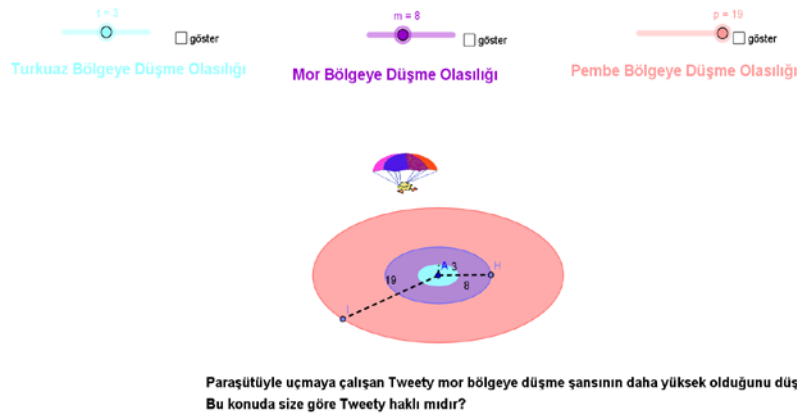 t = 3
göster
m = 8
göster
p = 19
göster
Turkuaz Bölgeye Düşme Olasılığı
Mor Bölgeye Düşme Olasılığı
Pembe Bölgeye Düşme Olasılığı
A
3
H
19
8
I
Paraşütüyle uçmaya çalışan Tweety mor bölgeye düşme şansının daha yüksek olduğunu düş
Bu konuda size göre Tweety haklı mıdır?